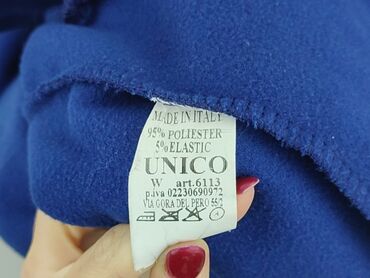 MADE IN ITALY
95% POLIESTER
5% ELASTIC
UNICO
W art.6113
p.iva 02230690972
VIA GORA DEL PERO 55/2